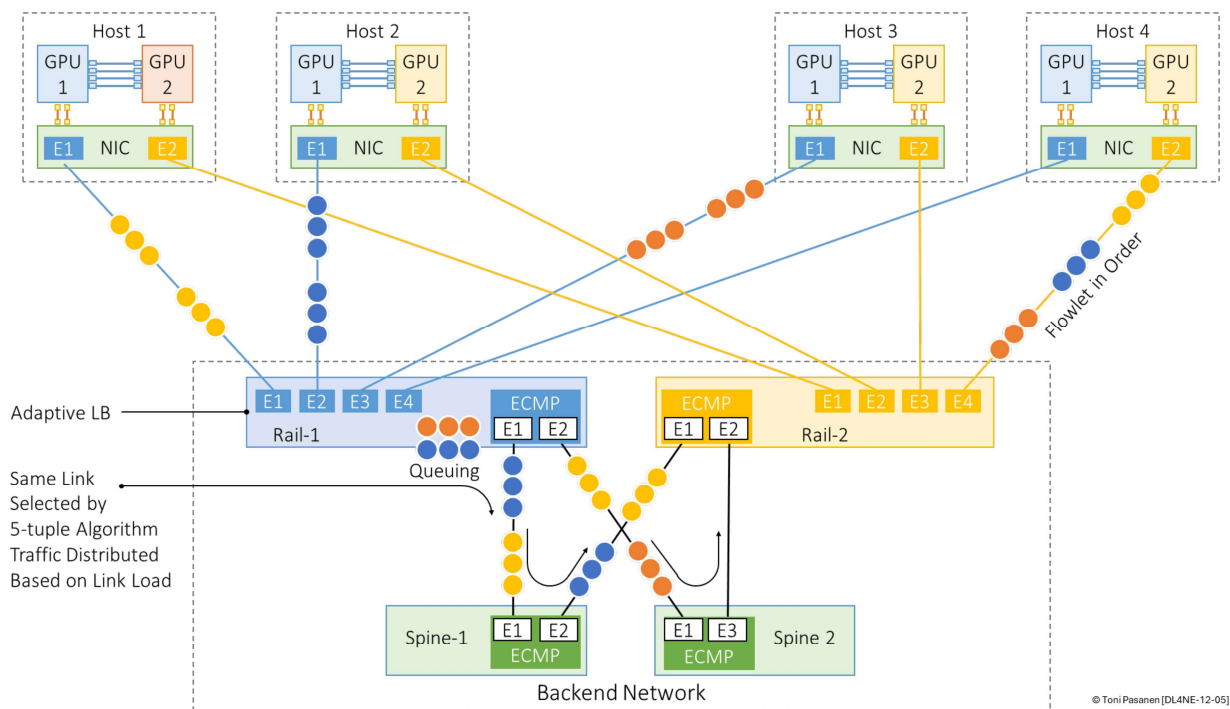 Host 1
Host 2
Host 3
Host 4
GPU
1
GPU
2
GPU
1
GPU
2
GPU
1
GPU
2
GPU
1
GPU
2
E1 NIC E2
E1 NIC E2
E1 NIC E2
E1 NIC E2
Flowlet in Order
Adaptive LB
E1 E2 E3 E4
ECMP
E1 E2
Rail-1
Queuing
ECMP
E1 E2
E1 E2 E3 E4
Rail-2
Same Link
Selected by
5-tuple Algorithm
Traffic Distributed
Based on Link Load
Spine-1
E1 E2
ECMP
E1 E3
ECMP
Spine 2
Backend Network
© Toni Pasanen [DL4NE-12-05]